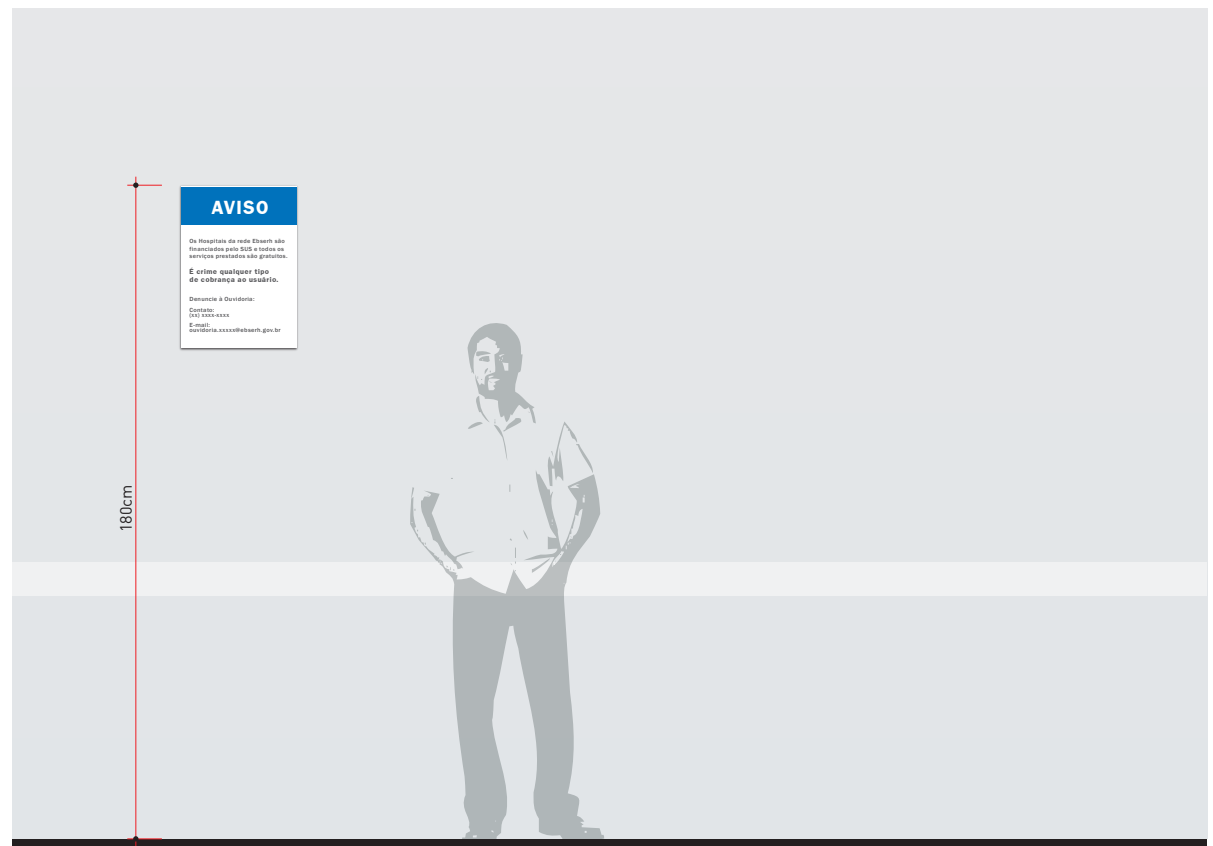 AVISO
Os Hospitais da rede Ebserh são
financiados pelo SUS e todos os
serviços prestados são gratuitos.
É crime qualquer tipo
de cobrança ao usuário.
Denuncie à Ouvidoria:
Contato:
(xx) xxxx-xxxx
E-mail:
ouvidoria.xxxxx@ebserh.gov.br
180cm